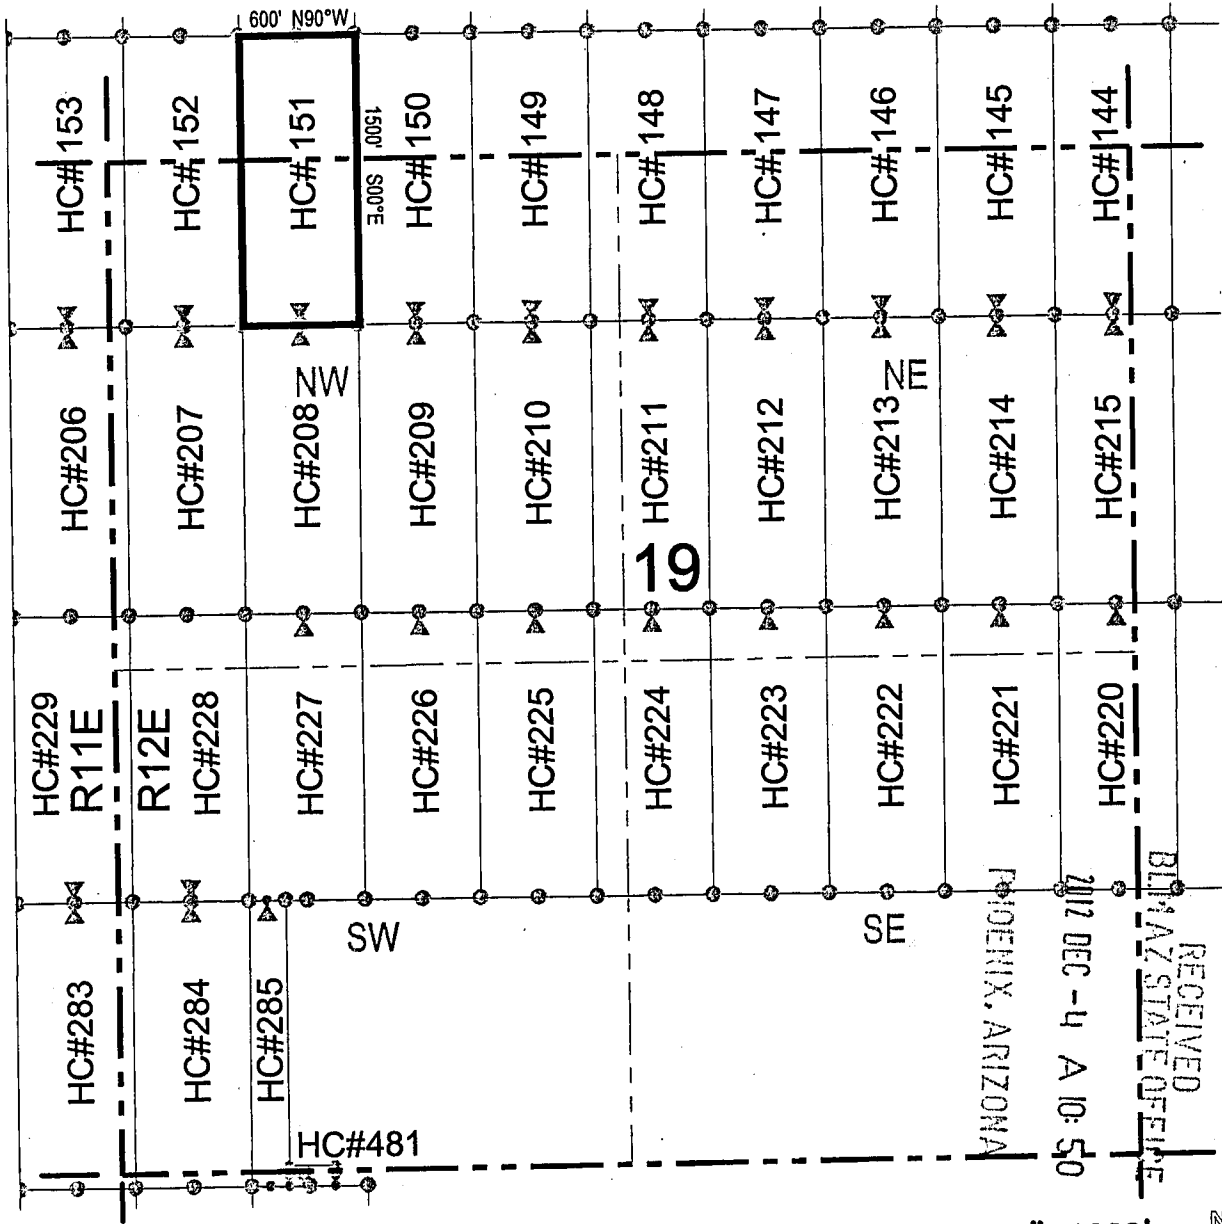 600' N90°W
HC# 153
HC# 152
HC# 151
1500' S00°E
HC# 150
HC# 149
HC# 148
HC# 147
HC# 146
HC# 145
HC# 144
NW
NE
HC#206
HC#207
HC#208
HC#209
HC#210
HC#211
HC#212
HC#213
HC#214
HC#215
19
HC#229
R11E
R12E
HC#228
HC#227
HC#226
HC#225
HC#224
HC#223
HC#222
HC#221
HC#220
SW
SE
HC#283
HC#284
HC#285
HC#481
RECEIVED
BLM AZ STATE OFFICE
2012 DEC -4 A 10: 50
PHOENIX, ARIZONA